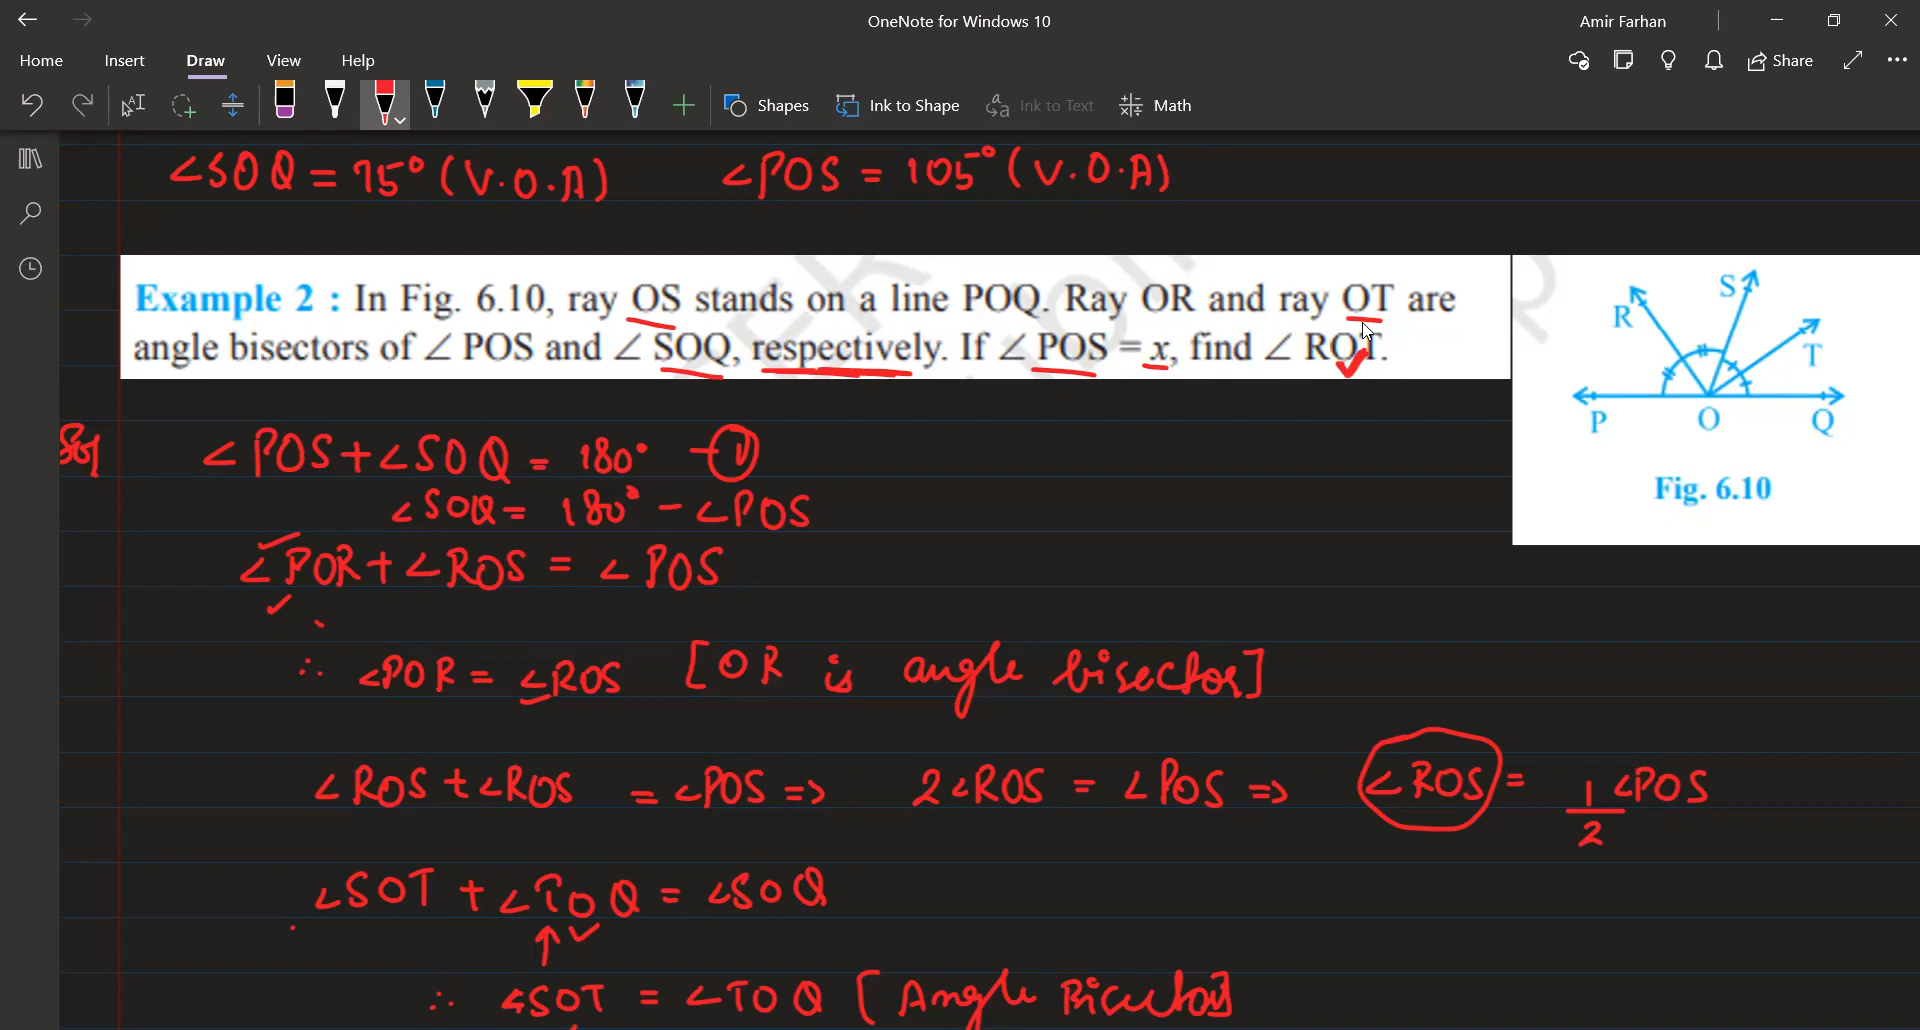 OneNote for Windows 10
Amir Farhan
Home Insert Draw View Help
Share
Shapes Ink to Shape Ink to Text Math
∠SOQ = 75° (V.O.A) ∠POS = 105° (V.O.A)
Example 2 : In Fig. 6.10, ray OS stands on a line POQ. Ray OR and ray OT are
angle bisectors of ∠ POS and ∠ SOQ, respectively. If ∠ POS = x, find ∠ ROT.
R S T
P O Q
Fig. 6.10
Sol
∠POS + ∠SOQ = 180° - ①
∠SOQ = 180° - ∠POS
∠POR + ∠ROS = ∠POS
∴ ∠POR = ∠ROS [OR is angle bisector]
∠ROS + ∠ROS = ∠POS ⇒ 2∠ROS = ∠POS ⇒ ∠ROS = 1/2 ∠POS
∠SOT + ∠TOQ = ∠SOQ
∴ ∠SOT = ∠TOQ [Angle